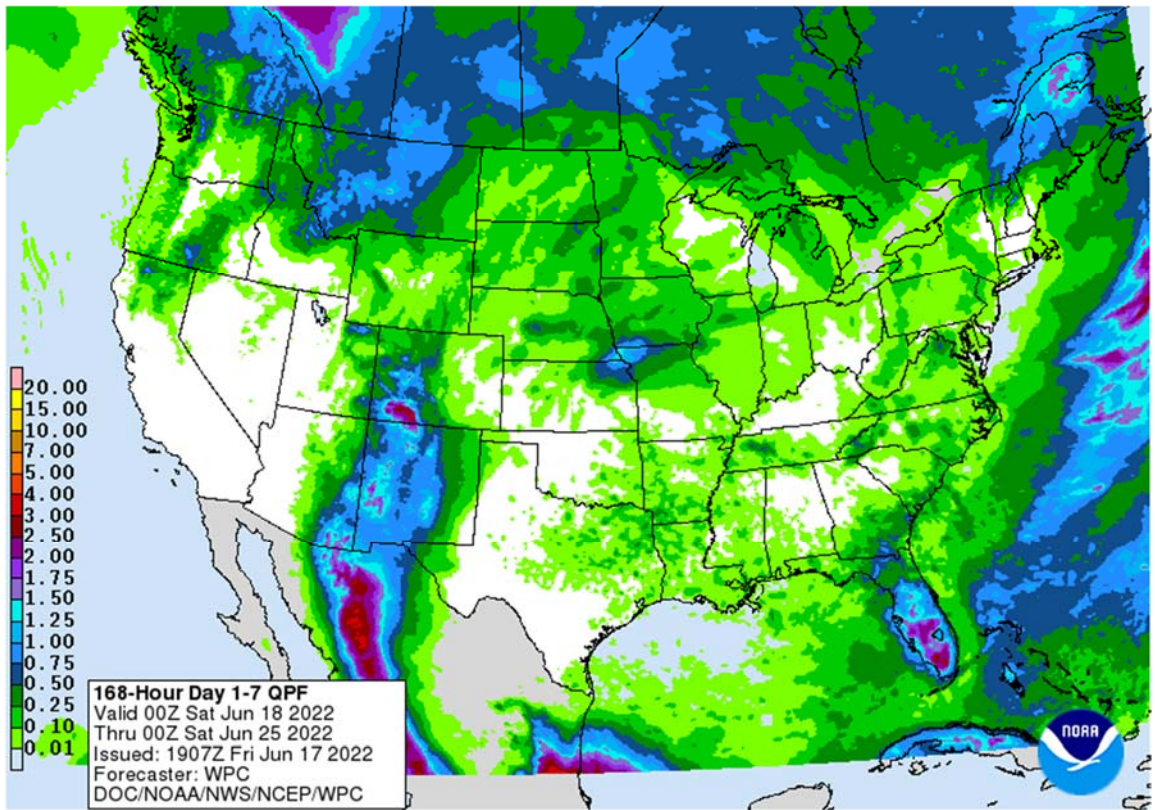 20.00
15.00
10.00
7.00
5.00
4.00
3.00
2.50
2.00
1.75
1.50
1.25
1.00
0.75
0.50
0.25
0.10
0.01
168-Hour Day 1-7 QPF
Valid 00Z Sat Jun 18 2022
Thru 00Z Sat Jun 25 2022
Issued: 1907Z Fri Jun 17 2022
Forecaster: WPC
DOC/NOAA/NWS/NCEP/WPC
NOAA